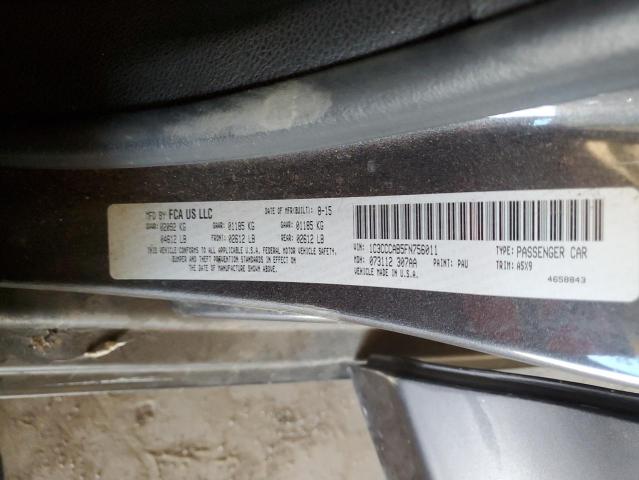 MFD BY FCA US LLC DATE OF MFR(BUILT): 8-15
GVWR: 02092 KG GAWR: 01185 KG GAWR: 01185 KG
04612 LB FRONT: 02612 LB REAR: 02612 LB
THIS VEHICLE CONFORMS TO ALL APPLICABLE U.S.A. FEDERAL MOTOR VEHICLE SAFETY,
BUMPER AND THEFT PREVENTION STANDARDS IN EFFECT ON
THE DATE OF MANUFACTURE SHOWN ABOVE.
VIN: 1C3CCCAB5FN756011 TYPE: PASSENGER CAR
MDH: 073112 307AA PAINT: PAU TRIM: A5X9
VEHICLE MADE IN U.S.A.
4658843